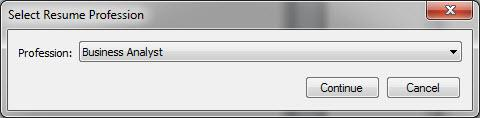 Select Resume Profession
Profession: Business Analyst
Continue Cancel